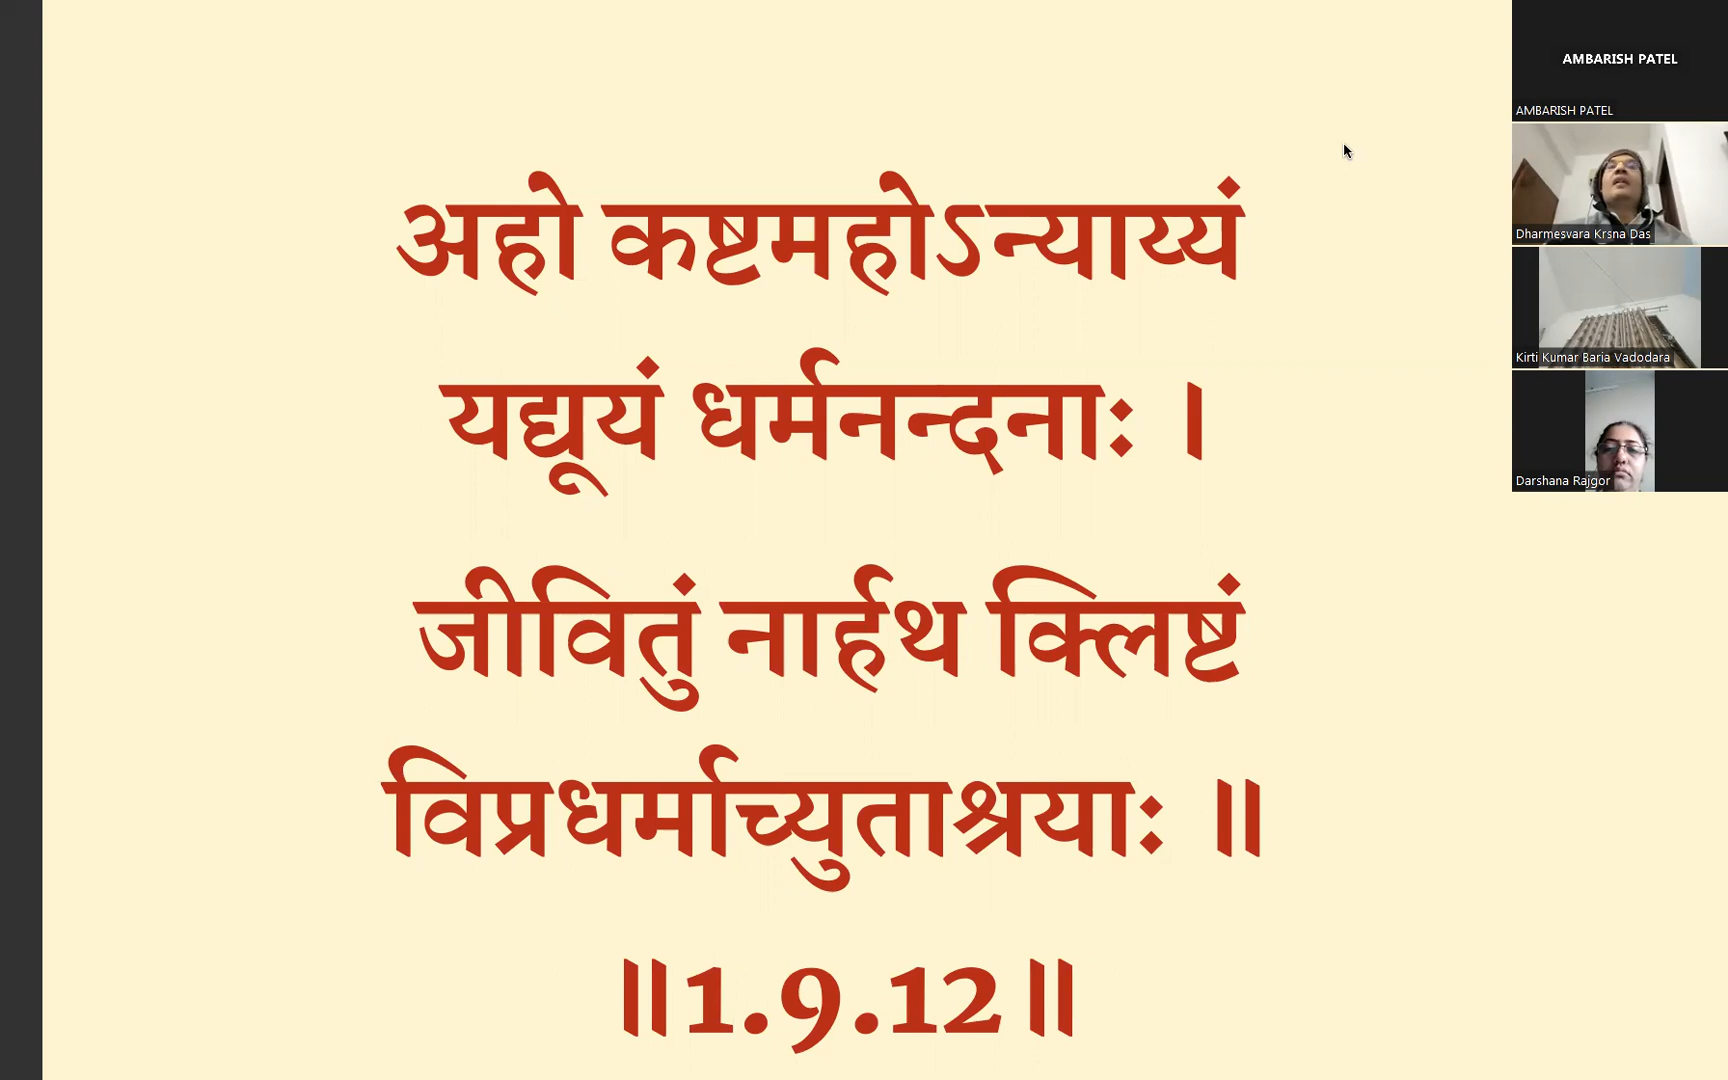 अहो कष्टमहोऽन्याय्यं
यद्यूयं धर्मनन्दनाः ।
जीवितुं नार्हथ क्लिष्टं
विप्रधर्माच्युताश्रयाः ॥
॥1.9.12॥
AMBARISH PATEL
AMBARISH PATEL
Dharmesvara Krsna Das
Kirti Kumar Baria Vadodara
Darshana Rajgor